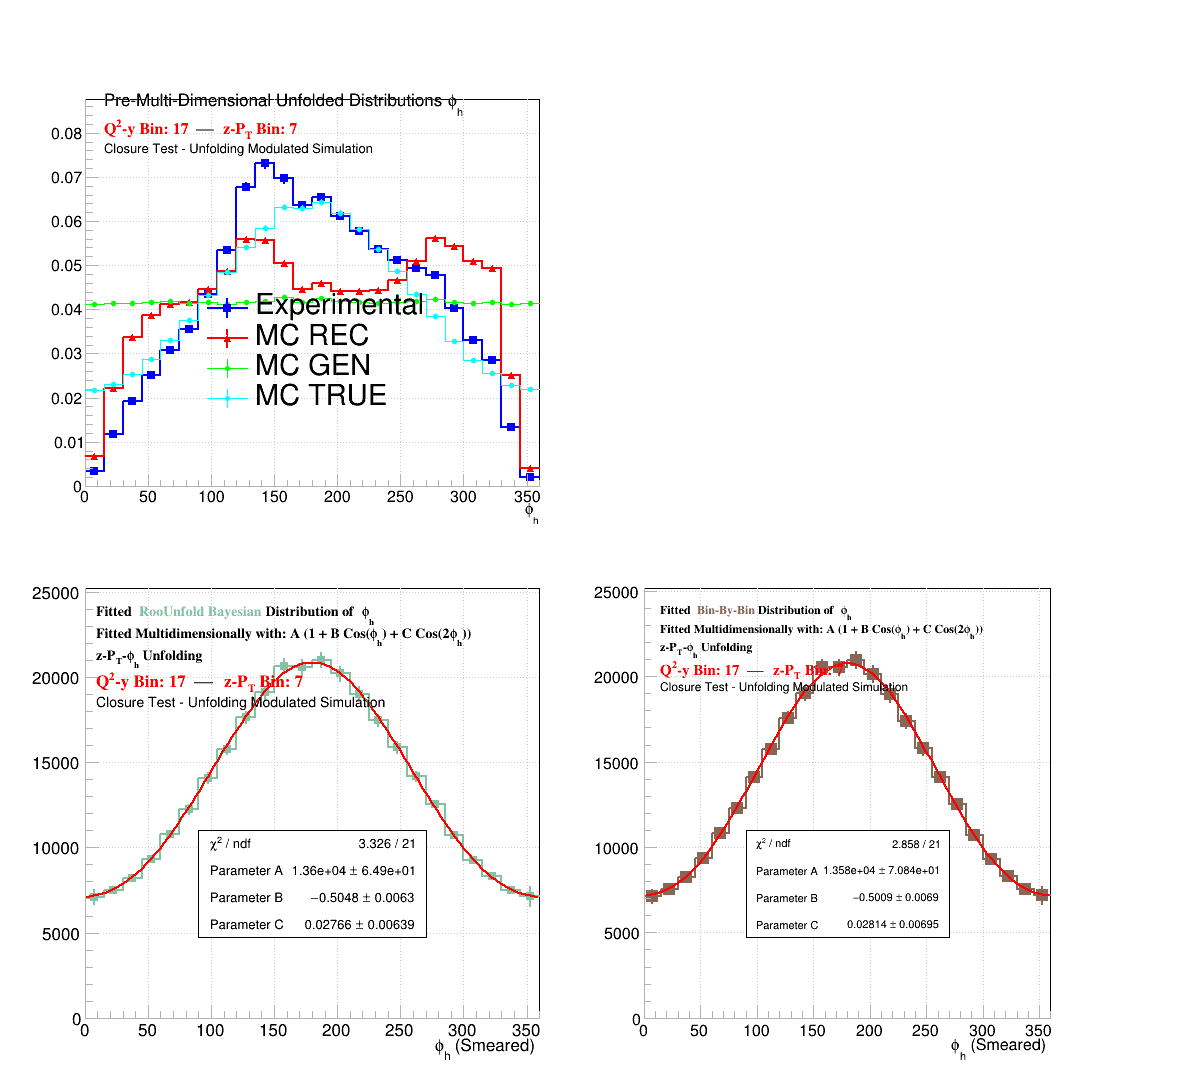 Pre-Multi-Dimensional Unfolded Distributions ϕh
Q²-y Bin: 17 — z-PT Bin: 7
Closure Test - Unfolding Modulated Simulation
0.08
0.07
0.06
0.05
0.04
0.03
0.02
0.01
0
Experimental
MC REC
MC GEN
MC TRUE
0 50 100 150 200 250 300 350
ϕh
25000
20000
15000
10000
5000
0
Fitted RooUnfold Bayesian Distribution of ϕh
Fitted Multidimensionally with: A (1 + B Cos(ϕh) + C Cos(2ϕh))
z-PT-ϕh Unfolding
Q²-y Bin: 17 — z-PT Bin: 7
Closure Test - Unfolding Modulated Simulation
χ² / ndf 3.326 / 21
Parameter A 1.36e+04 ± 6.49e+01
Parameter B −0.5048 ± 0.0063
Parameter C 0.02766 ± 0.00639
0 50 100 150 200 250 300 350
ϕh (Smeared)
25000
20000
15000
10000
5000
0
Fitted Bin-By-Bin Distribution of ϕh
Fitted Multidimensionally with: A (1 + B Cos(ϕh) + C Cos(2ϕh))
z-PT-ϕh Unfolding
Q²-y Bin: 17 — z-PT Bin:
Closure Test - Unfolding Modulated Simulation
χ² / ndf 2.858 / 21
Parameter A 1.358e+04 ± 7.084e+01
Parameter B −0.5009 ± 0.0069
Parameter C 0.02814 ± 0.00695
0 50 100 150 200 250 300 350
ϕh (Smeared)